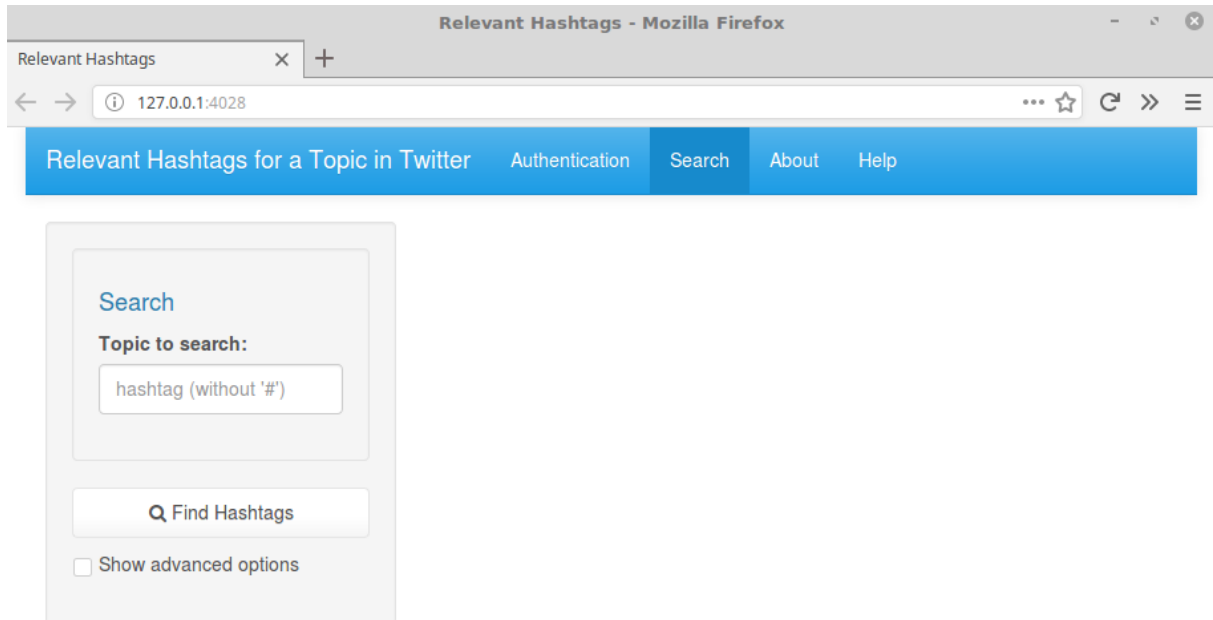 Relevant Hashtags - Mozilla Firefox
Relevant Hashtags
127.0.0.1:4028
Relevant Hashtags for a Topic in Twitter Authentication Search About Help
Search
Topic to search:
hashtag (without '#')
Find Hashtags
Show advanced options